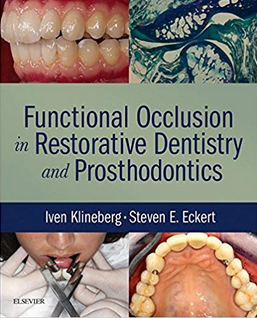 Functional Occlusion
in Restorative Dentistry
and Prosthodontics
Iven Klineberg · Steven E. Eckert
ELSEVIER